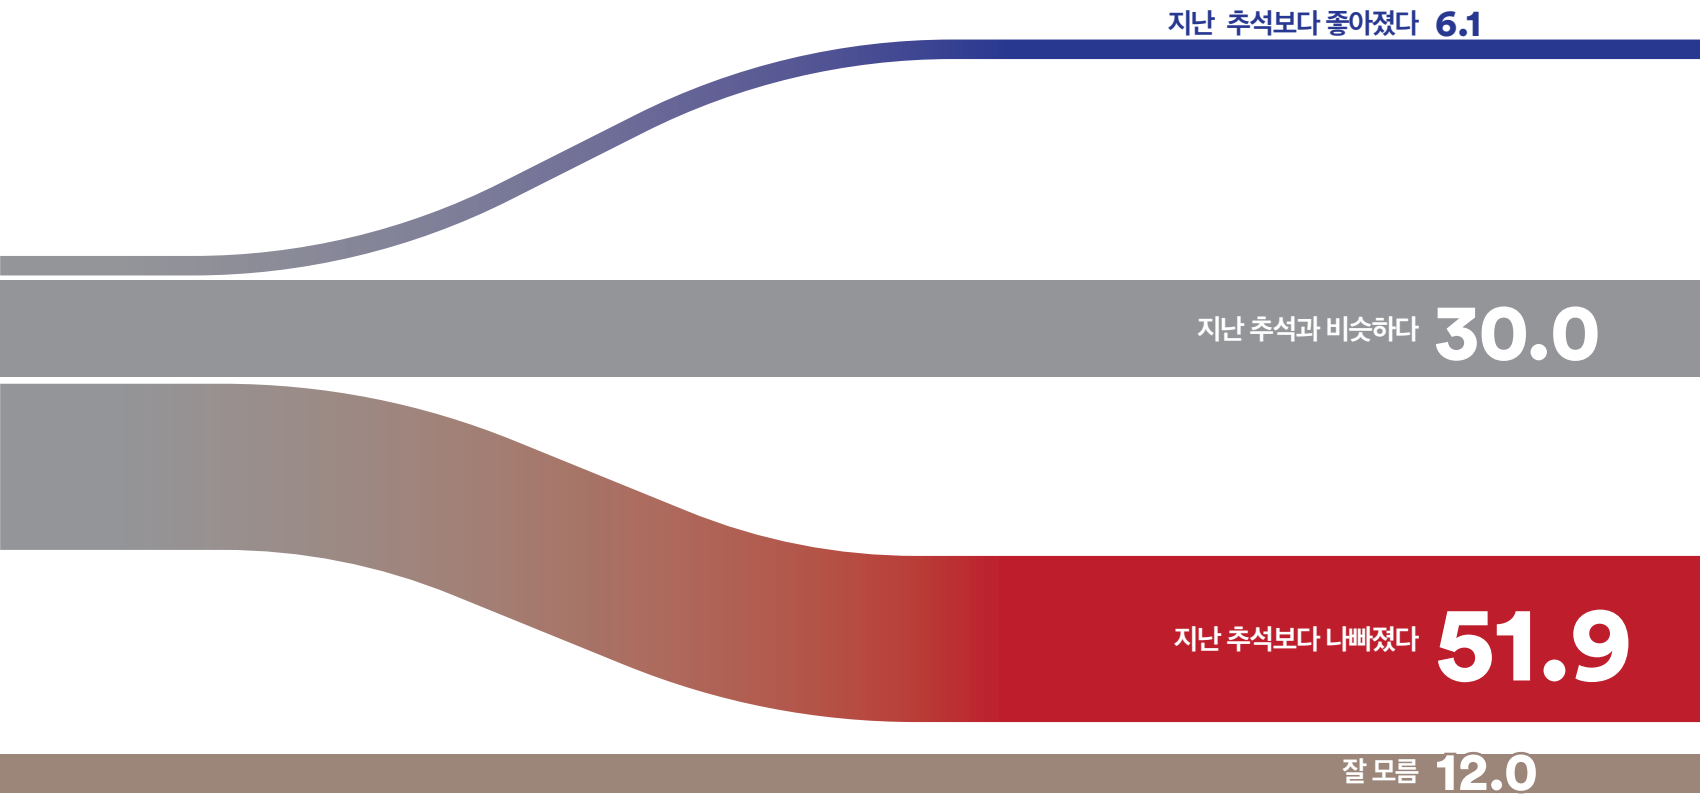 지난 추석보다 좋아졌다 6.1
지난 추석과 비슷하다 30.0
지난 추석보다 나빠졌다 51.9
잘 모름 12.0